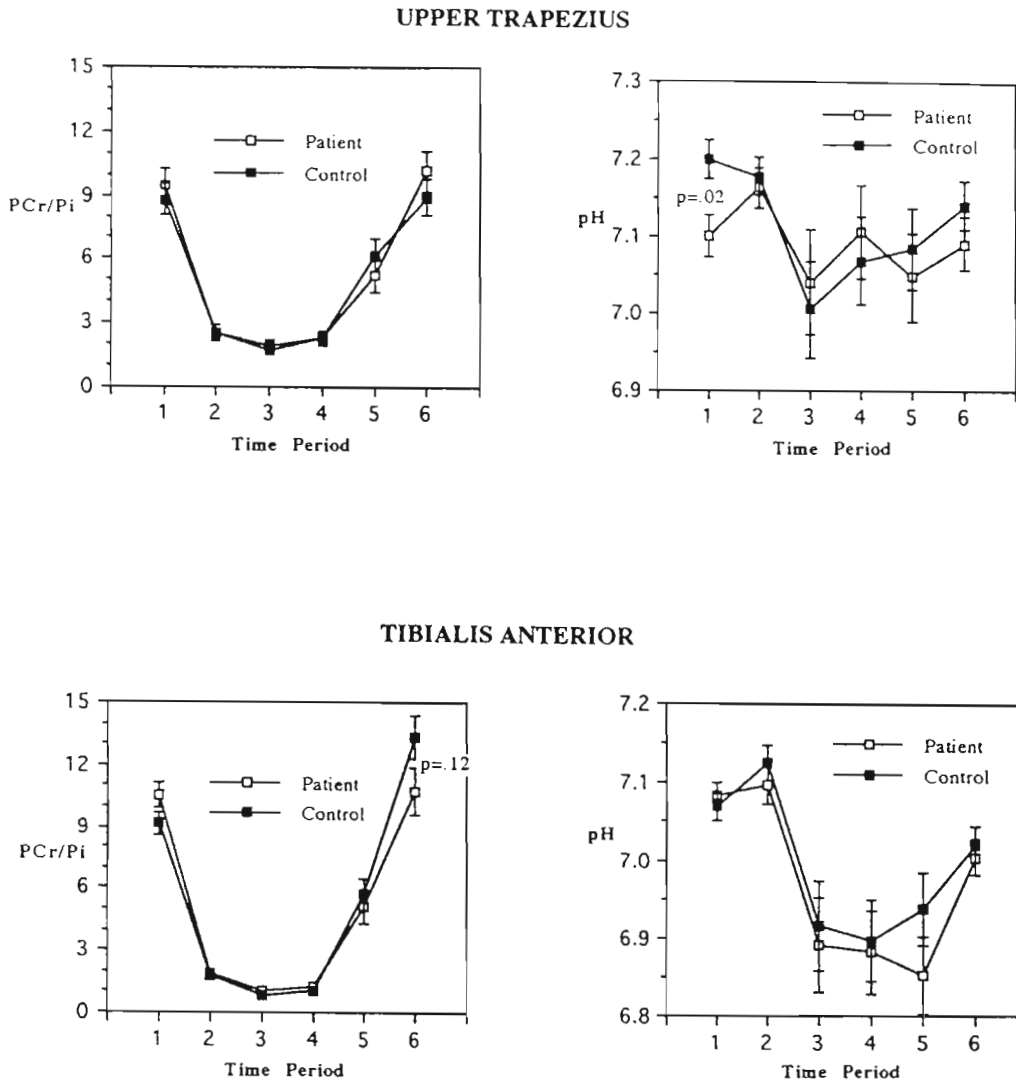 UPPER TRAPEZIUS
15
12
9
6
3
0
PCr/Pi
Patient
Control
1 2 3 4 5 6
Time Period
7.3
7.2
7.1
7.0
6.9
pH
Patient
Control
p=.02
1 2 3 4 5 6
Time Period
TIBIALIS ANTERIOR
15
12
9
6
3
0
PCr/Pi
Patient
Control
p=.12
1 2 3 4 5 6
Time Period
7.2
7.1
7.0
6.9
6.8
pH
Patient
Control
1 2 3 4 5 6
Time Period